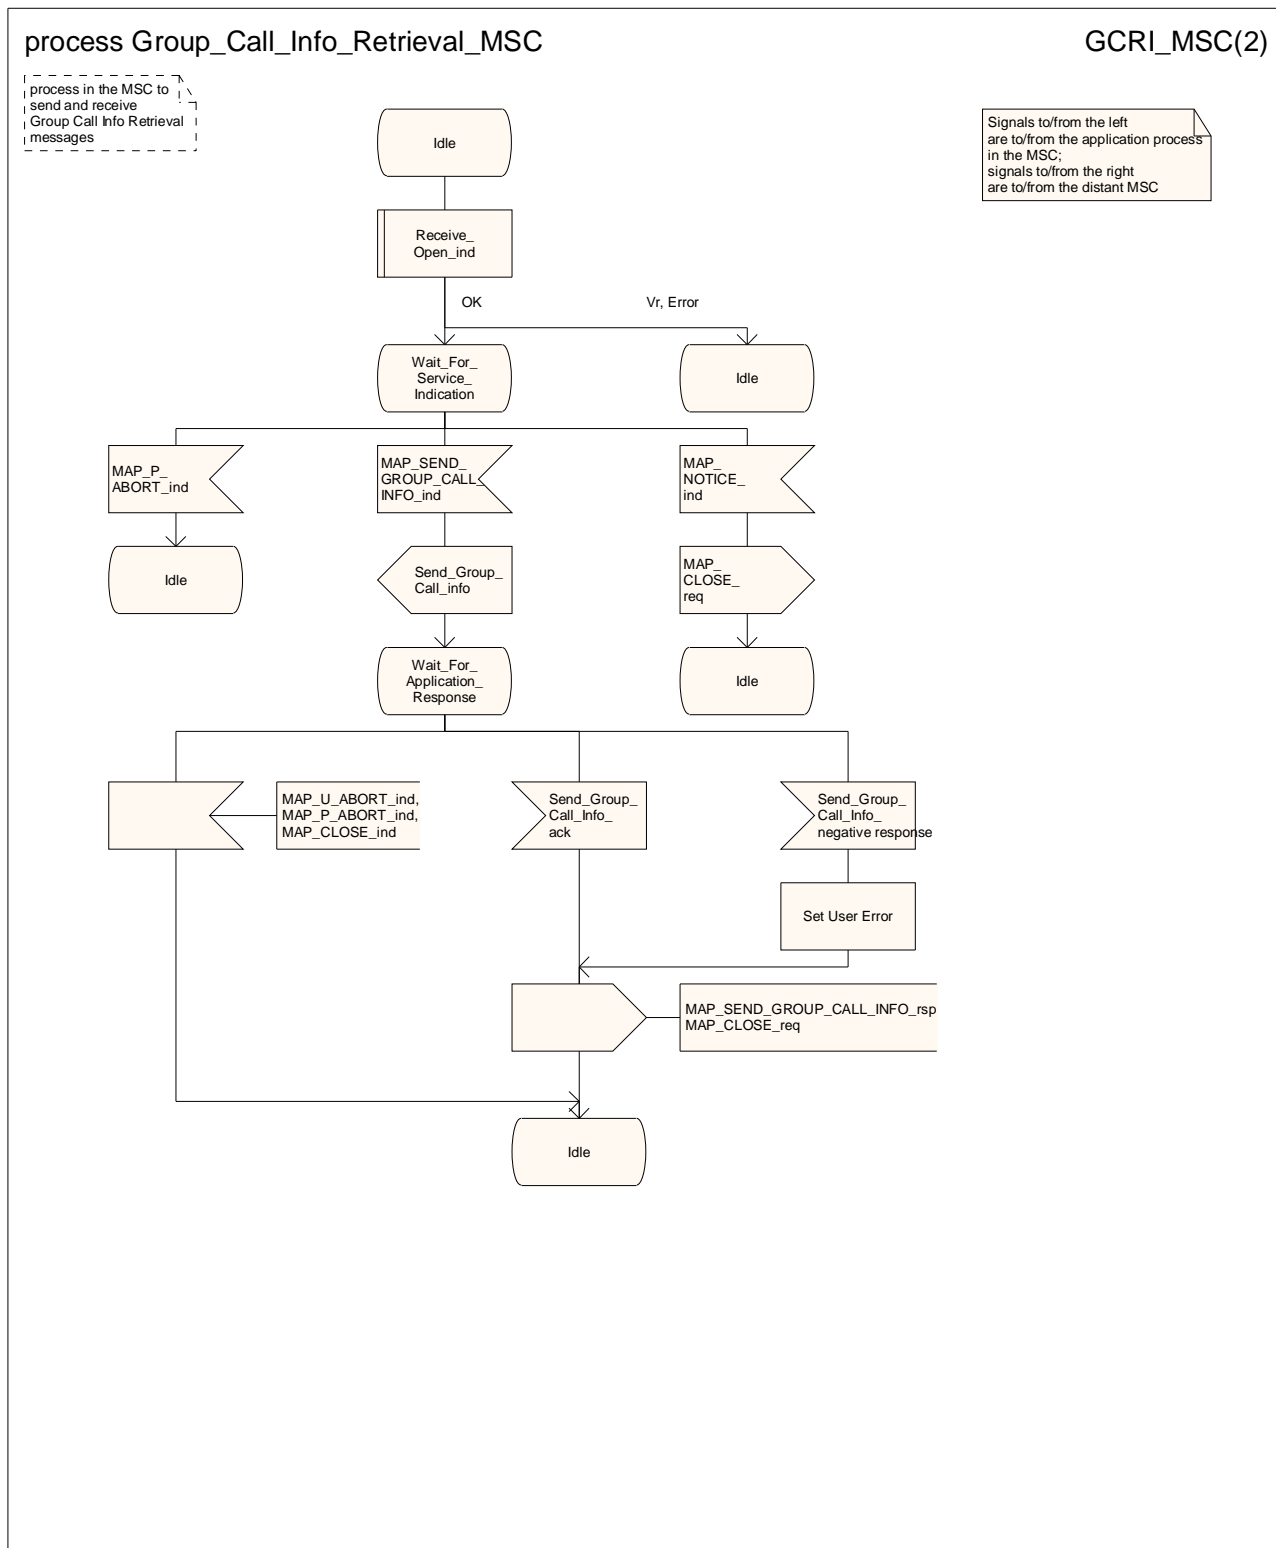 process Group_Call_Info_Retrieval_MSC
GCRI_MSC(2)
process in the MSC to
send and receive
Group Call Info Retrieval
messages
Signals to/from the left
are to/from the application process
in the MSC;
signals to/from the right
are to/from the distant MSC
Idle
Receive_
Open_ind
OK
Vr, Error
Wait_For_
Service_
Indication
Idle
MAP_P_
ABORT_ind
MAP_SEND_
GROUP_CALL_
INFO_ind
MAP_
NOTICE_
ind
Idle
Send_Group_
Call_info
MAP_
CLOSE_
req
Wait_For_
Application_
Response
Idle
MAP_U_ABORT_ind,
MAP_P_ABORT_ind,
MAP_CLOSE_ind
Send_Group_
Call_Info_
ack
Send_Group_
Call_Info_
negative response
Set User Error
MAP_SEND_GROUP_CALL_INFO_rsp
MAP_CLOSE_req
Idle